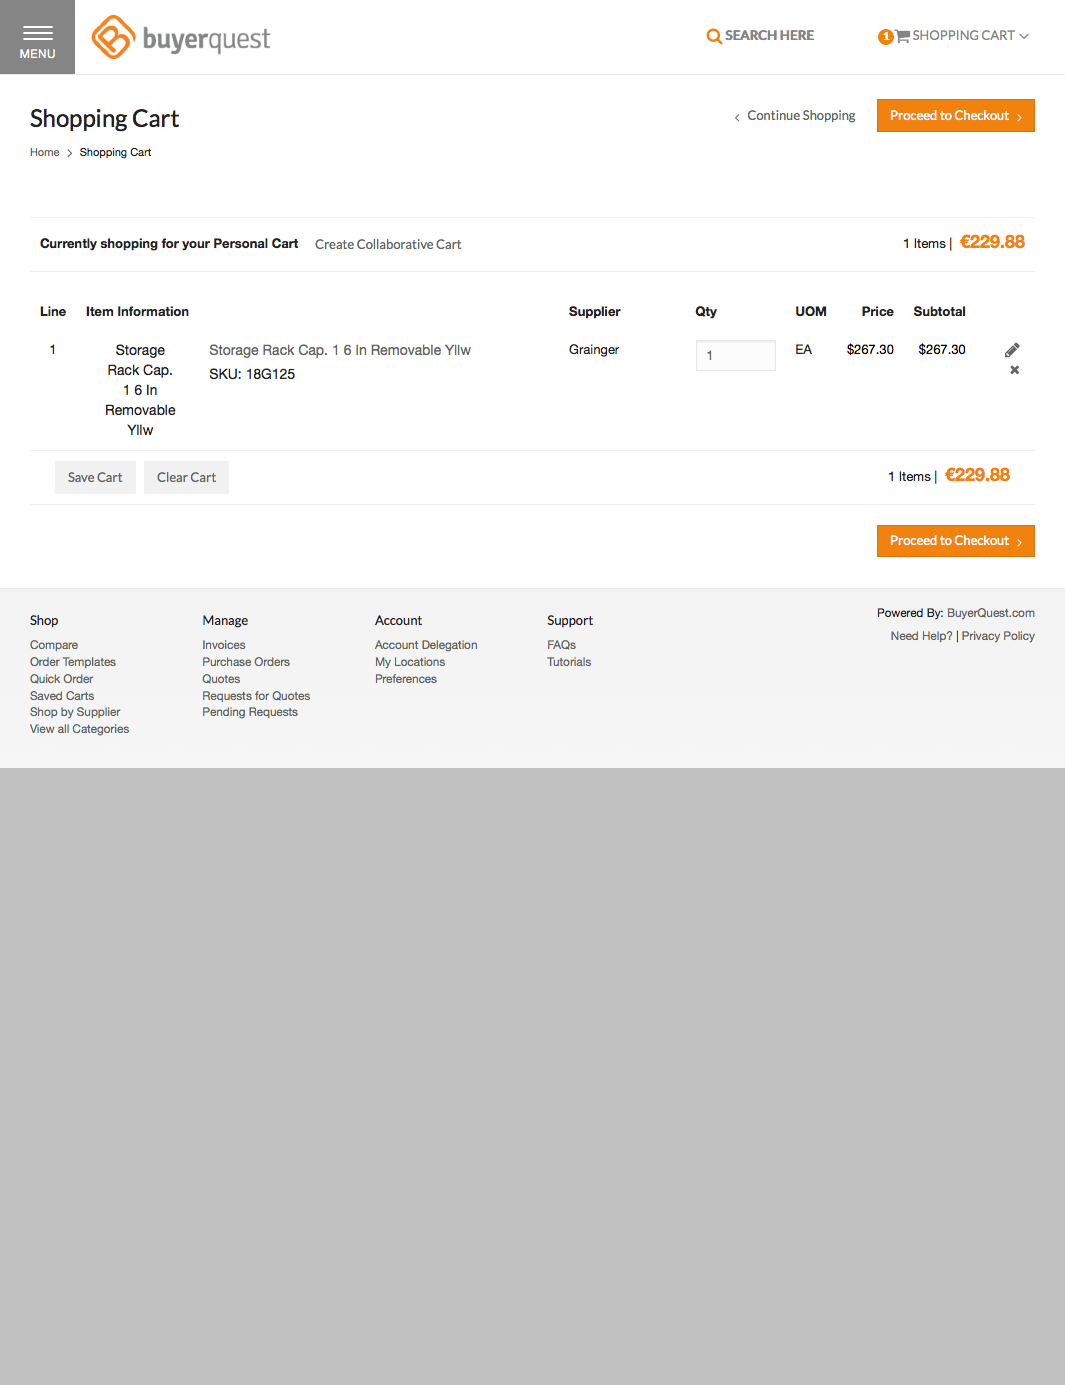 MENU
buyerquest
SEARCH HERE
1 SHOPPING CART
Shopping Cart
Continue Shopping
Proceed to Checkout
Home > Shopping Cart
Currently shopping for your Personal Cart Create Collaborative Cart
1 Items | €229.88
Line Item Information Supplier Qty UOM Price Subtotal
1 Storage Rack Cap. 1 6 In Removable Yllw Grainger 1 EA $267.30 $267.30
Storage
Rack Cap.
1 6 In
Removable
Yllw
SKU: 18G125
Save Cart Clear Cart
1 Items | €229.88
Proceed to Checkout
Shop
Compare
Order Templates
Quick Order
Saved Carts
Shop by Supplier
View all Categories
Manage
Invoices
Purchase Orders
Quotes
Requests for Quotes
Pending Requests
Account
Account Delegation
My Locations
Preferences
Support
FAQs
Tutorials
Powered By: BuyerQuest.com
Need Help? | Privacy Policy